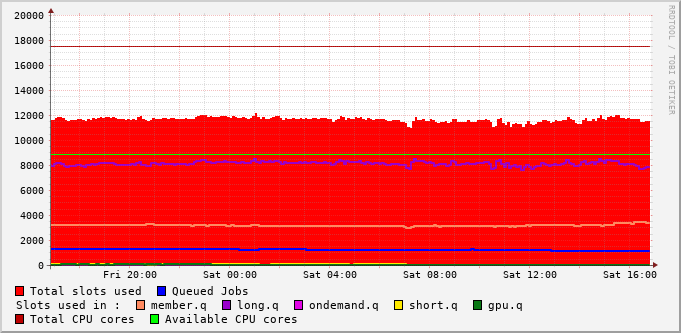 RRDTOOL / TOBI OETIKER
20000
18000
16000
14000
12000
10000
8000
6000
4000
2000
0
Fri 20:00 Sat 00:00 Sat 04:00 Sat 08:00 Sat 12:00 Sat 16:00
Total slots used Queued Jobs
Slots used in : member.q long.q ondemand.q short.q gpu.q
Total CPU cores Available CPU cores